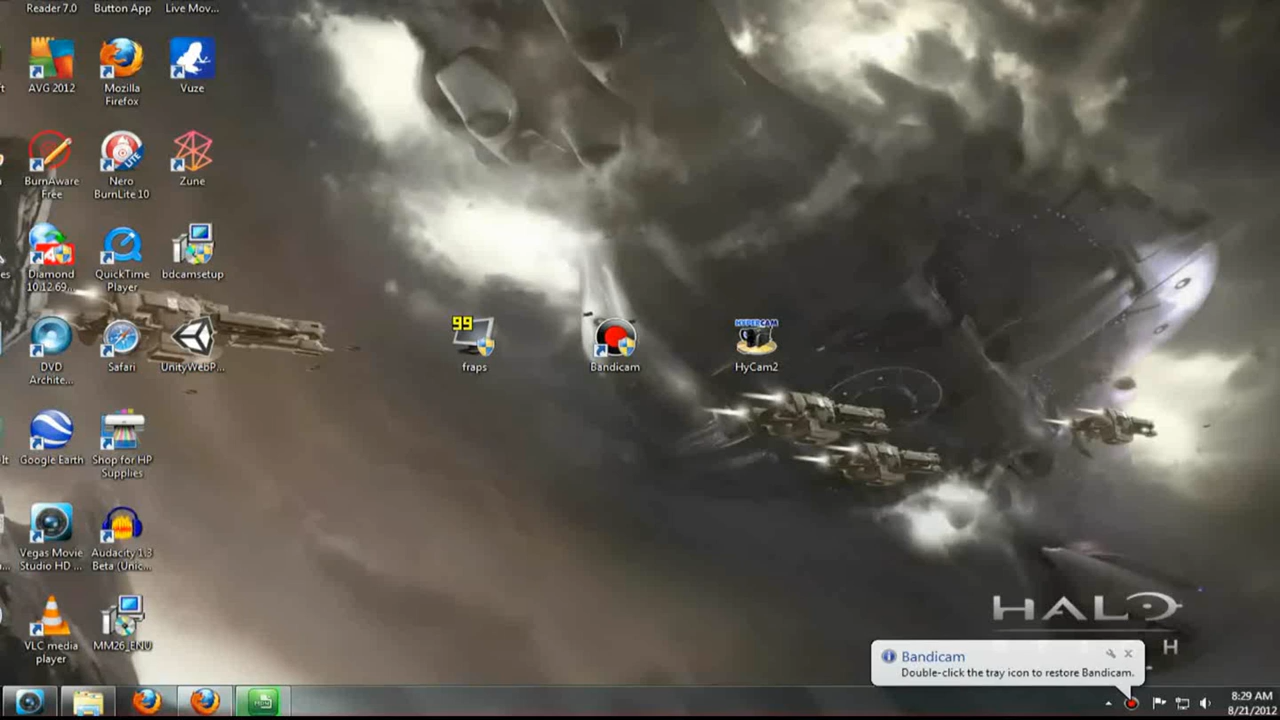 Reader 7.0
Button App
Live Mov...
AVG 2012
Mozilla
Firefox
Vuze
BurnAware
Free
Nero
BurnLite 10
LITE
Zune
Diamond
10.12.69...
QuickTime
Player
bdcamsetup
DVD
Archite...
Safari
UnityWebP...
99
fraps
Bandicam
HYPERCAM
HyCam2
Google Earth
Shop for HP
Supplies
Vegas Movie
Studio HD ...
Audacity 1.3
Beta (Unic...
VLC media
player
MM26_ENU
HALO
H
Bandicam
Double-click the tray icon to restore Bandicam.
8:29 AM
8/21/2012